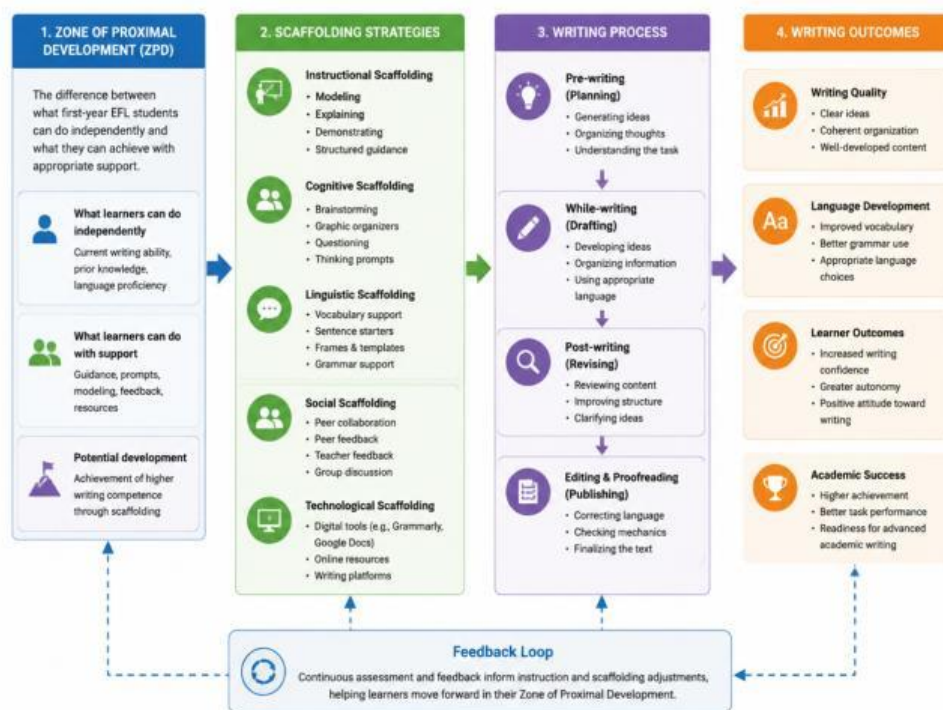 1. ZONE OF PROXIMAL
DEVELOPMENT (ZPD)
The difference between
what first-year EFL students
can do independently and
what they can achieve with
appropriate support.
What learners can do
independently
Current writing ability,
prior knowledge,
language proficiency
What learners can do
with support
Guidance, prompts,
modeling, feedback,
resources
Potential development
Achievement of higher
writing competence
through scaffolding
2. SCAFFOLDING STRATEGIES
Instructional Scaffolding
• Modeling
• Explaining
• Demonstrating
• Structured guidance
Cognitive Scaffolding
• Brainstorming
• Graphic organizers
• Questioning
• Thinking prompts
Linguistic Scaffolding
• Vocabulary support
• Sentence starters
• Frames & templates
• Grammar support
Social Scaffolding
• Peer collaboration
• Peer feedback
• Teacher feedback
• Group discussion
Technological Scaffolding
• Digital tools (e.g., Grammarly,
Google Docs)
• Online resources
• Writing platforms
3. WRITING PROCESS
Pre-writing
(Planning)
• Generating ideas
• Organizing thoughts
• Understanding the task
While-writing
(Drafting)
• Developing ideas
• Organizing information
• Using appropriate
language
Post-writing
(Revising)
• Reviewing content
• Improving structure
• Clarifying ideas
Editing & Proofreading
(Publishing)
• Correcting language
• Checking mechanics
• Finalizing the text
4. WRITING OUTCOMES
Writing Quality
• Clear ideas
• Coherent organization
• Well-developed content
Aa
Language Development
• Improved vocabulary
• Better grammar use
• Appropriate language
choices
Learner Outcomes
• Increased writing
confidence
• Greater autonomy
• Positive attitude toward
writing
Academic Success
• Higher achievement
• Better task performance
• Readiness for advanced
academic writing
Feedback Loop
Continuous assessment and feedback inform instruction and scaffolding adjustments,
helping learners move forward in their Zone of Proximal Development.